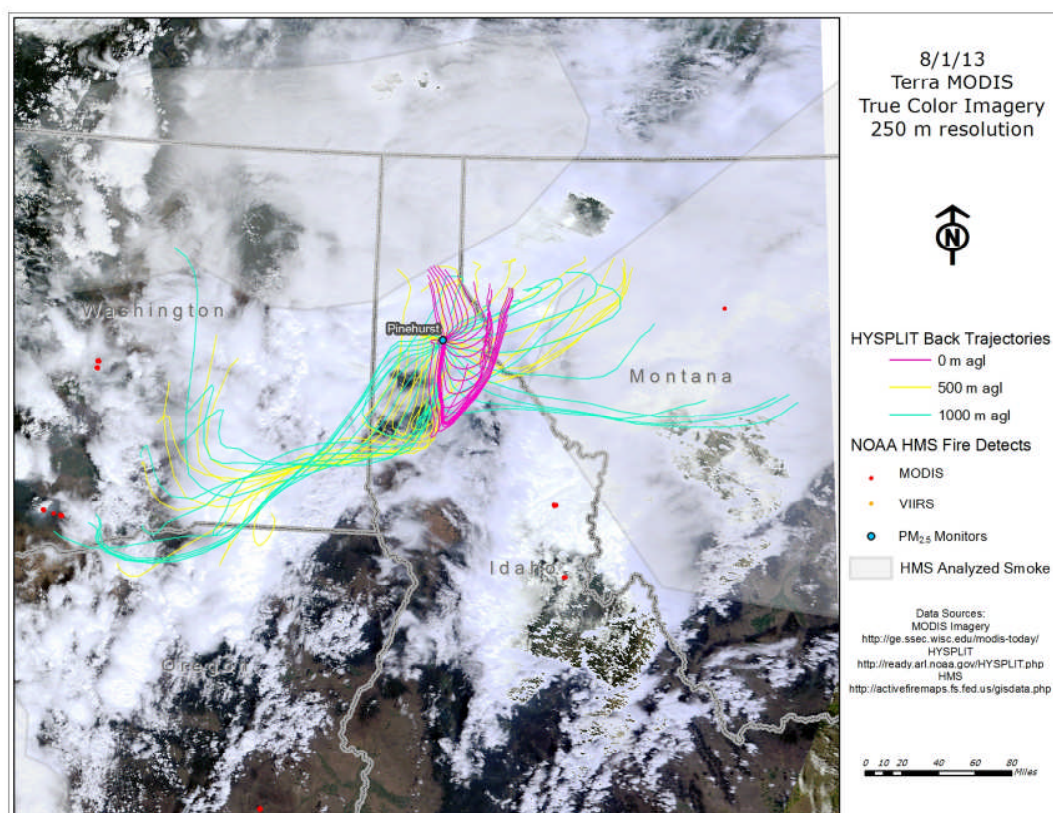 8/1/13
Terra MODIS
True Color Imagery
250 m resolution
N
Washington
Pinehurst
Montana
Idaho
Oregon
HYSPLIT Back Trajectories
0 m agl
500 m agl
1000 m agl
NOAA HMS Fire Detects
MODIS
VIIRS
PM2.5 Monitors
HMS Analyzed Smoke
Data Sources:
MODIS Imagery
http://ge.ssec.wisc.edu/modis-today/
HYSPLIT
http://ready.arl.noaa.gov/HYSPLIT.php
HMS
http://activefiremaps.fs.fed.us/gisdata.php
0 10 20 40 60 80
Miles